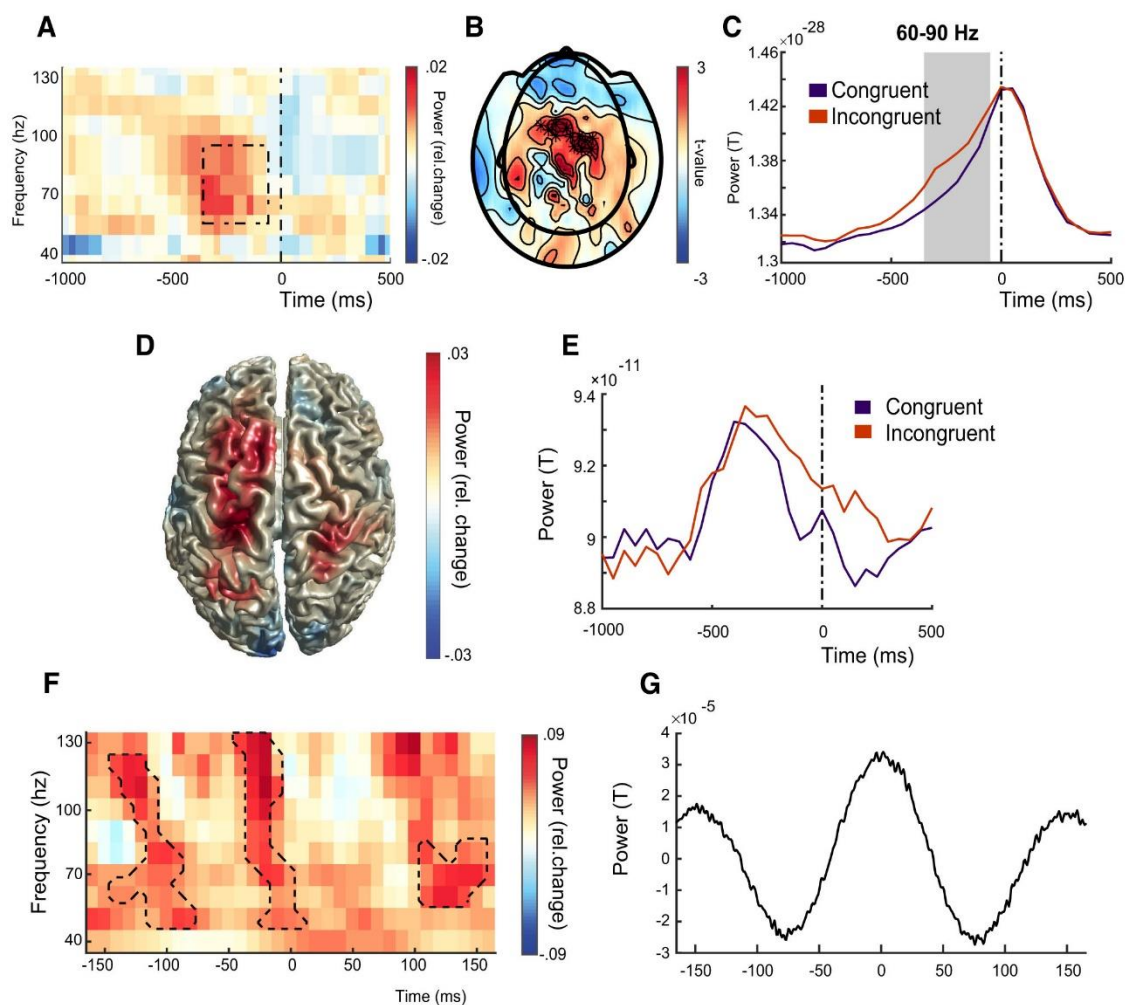 A
130
100
70
40
Frequency (hz)
-1000
-500
0
500
Time (ms)
.02
-.02
Power (rel.change)
B
3
-3
t-value
C
×10 -28
60-90 Hz
1.46
1.42
1.38
1.34
1.3
Power (T)
Congruent
Incongruent
-1000
-500
0
500
Time (ms)
D
.03
-.03
Power (rel. change)
E
×10 -11
9.4
9.2
9
8.8
Power (T)
Congruent
Incongruent
-1000
-500
0
500
Time (ms)
F
130
100
70
40
Frequency (hz)
-150
-100
-50
0
50
100
150
Time (ms)
.09
-.09
Power (rel.change)
G
×10 -5
4
3
2
1
0
-1
-2
-3
Power (T)
-150
-100
-50
0
50
100
150